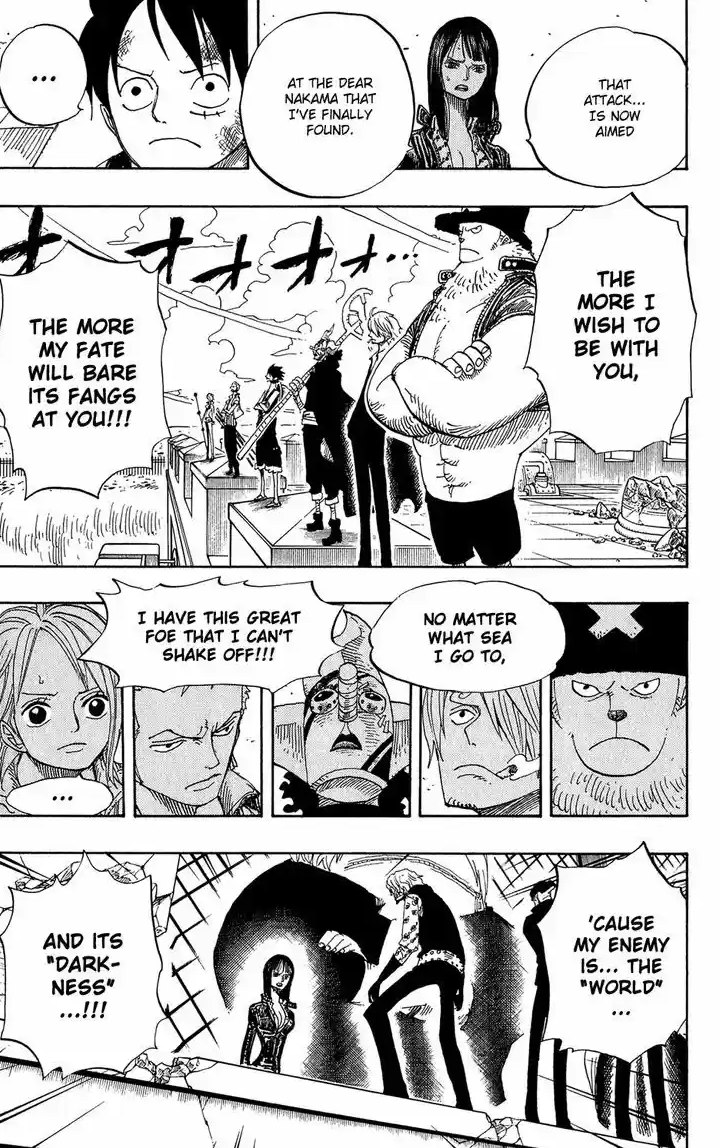 THAT
ATTACK...
IS NOW
AIMED
AT THE DEAR
NAKAMA THAT
I'VE FINALLY
FOUND.
...
THE
MORE I
WISH TO
BE WITH
YOU,
オオオオ...
THE MORE
MY FATE
WILL BARE
ITS FANGS
AT YOU!!!
NO MATTER
WHAT SEA
I GO TO,
I HAVE THIS GREAT
FOE THAT I CAN'T
SHAKE OFF!!!
...
'CAUSE
MY ENEMY
IS... THE
"WORLD"
...
AND ITS
"DARK-
NESS"
...!!!